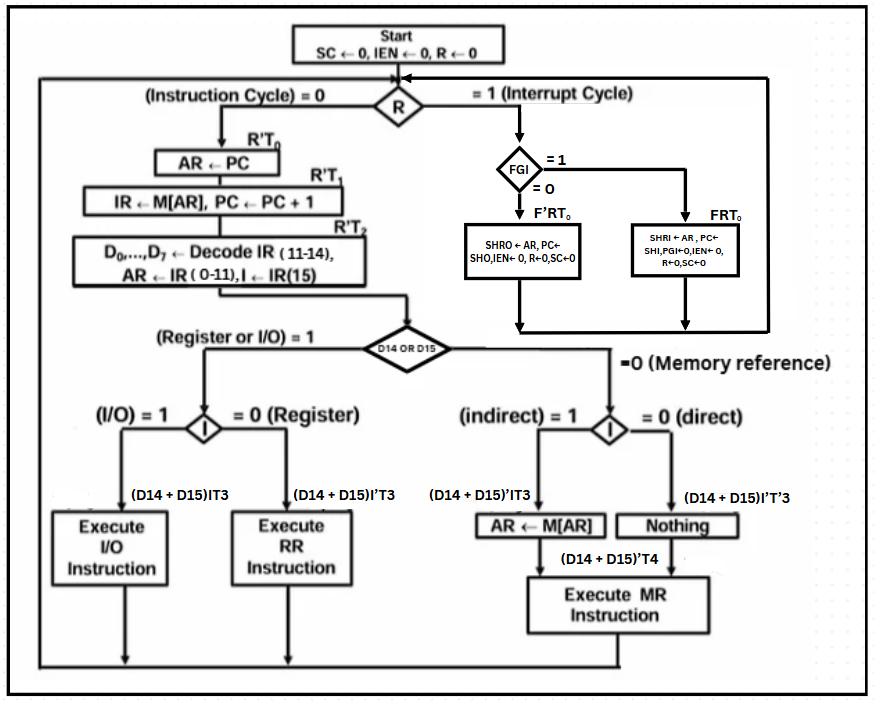 Start
SC ← 0, IEN ← 0, R ← 0
(Instruction Cycle) = 0
= 1 (Interrupt Cycle)
R
R'T0
AR ← PC
R'T1
IR ← M[AR], PC ← PC + 1
R'T2
D0,...,D7 ← Decode IR ( 11-14),
AR ← IR ( 0-11), I ← IR(15)
FGI
= 1
= 0
F'RT0
SHRO ← AR, PC←
SHO,IEN← 0, R←0,SC←0
FRT0
SHRI ← AR , PC←
SHI,PGI←0,IEN← 0,
R←0,SC←0
(Register or I/O) = 1
D14 OR D15
=0 (Memory reference)
(I/O) = 1
I
= 0 (Register)
(indirect) = 1
I
= 0 (direct)
(D14 + D15)IT3
(D14 + D15)I'T3
(D14 + D15)'IT3
(D14 + D15)I'T'3
Execute
I/O
Instruction
Execute
RR
Instruction
AR ← M[AR]
Nothing
(D14 + D15)'T4
Execute MR
Instruction